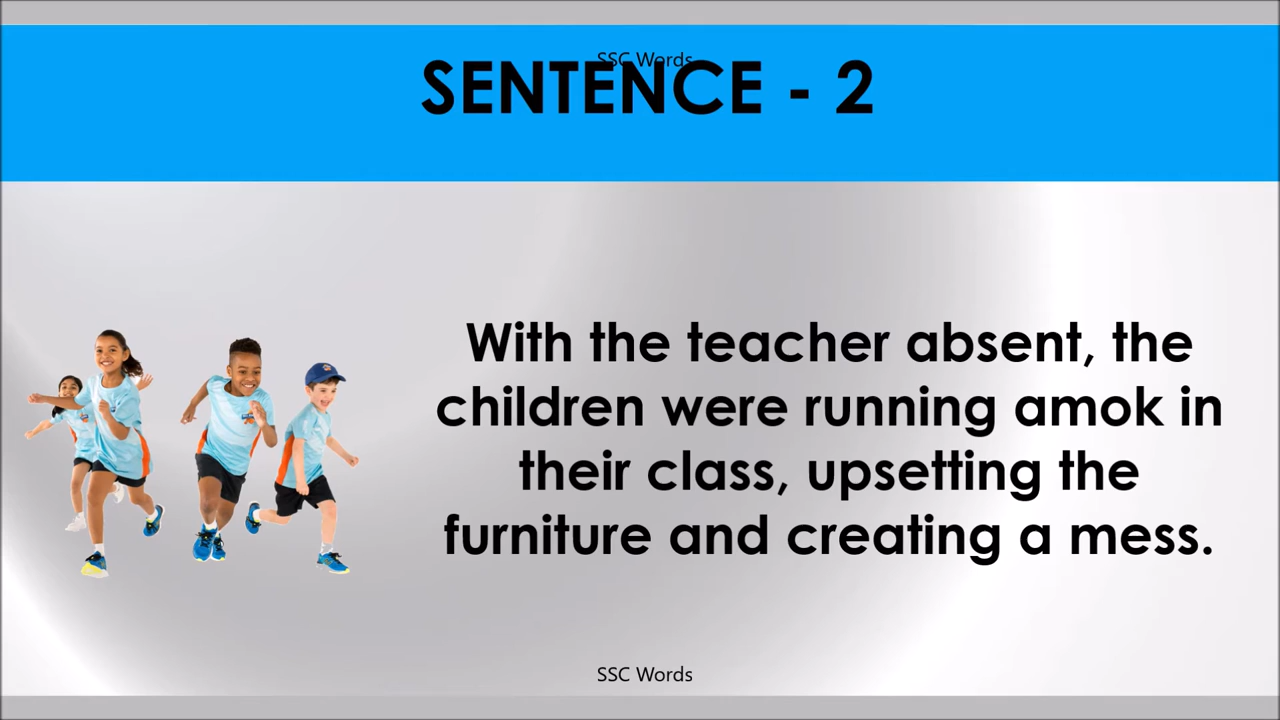 SSC Words
SENTENCE - 2
With the teacher absent, the
children were running amok in
their class, upsetting the
furniture and creating a mess.
SSC Words